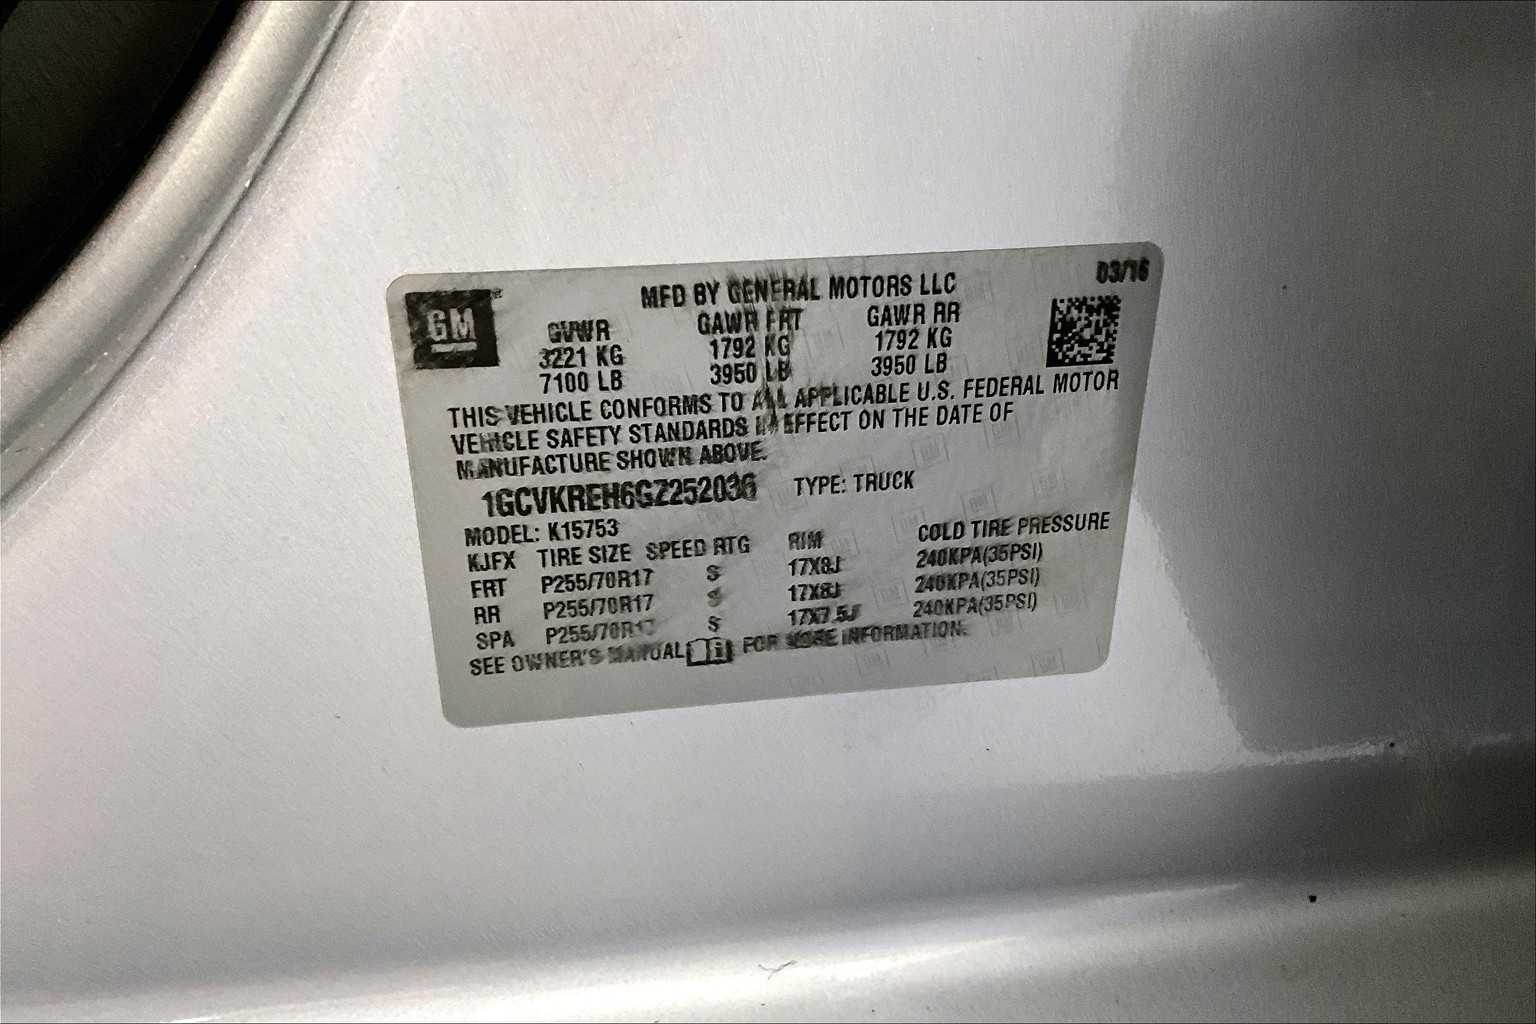 03/16
GM
MFD BY GENERAL MOTORS LLC
GVWR GAWR FRT GAWR RR
3221 KG 1792 KG 1792 KG
7100 LB 3950 LB 3950 LB
THIS VEHICLE CONFORMS TO ALL APPLICABLE U.S. FEDERAL MOTOR
VEHICLE SAFETY STANDARDS IN EFFECT ON THE DATE OF
MANUFACTURE SHOWN ABOVE.
1GCVKREH6GZ252036 TYPE: TRUCK
MODEL: K15753
KJFX TIRE SIZE SPEED RTG RIM COLD TIRE PRESSURE
FRT P255/70R17 S 17X8J 240KPA(35PSI)
RR P255/70R17 S 17X8J 240KPA(35PSI)
SPA P255/70R17 S 17X7.5J 240KPA(35PSI)
SEE OWNER'S MANUAL FOR MORE INFORMATION.